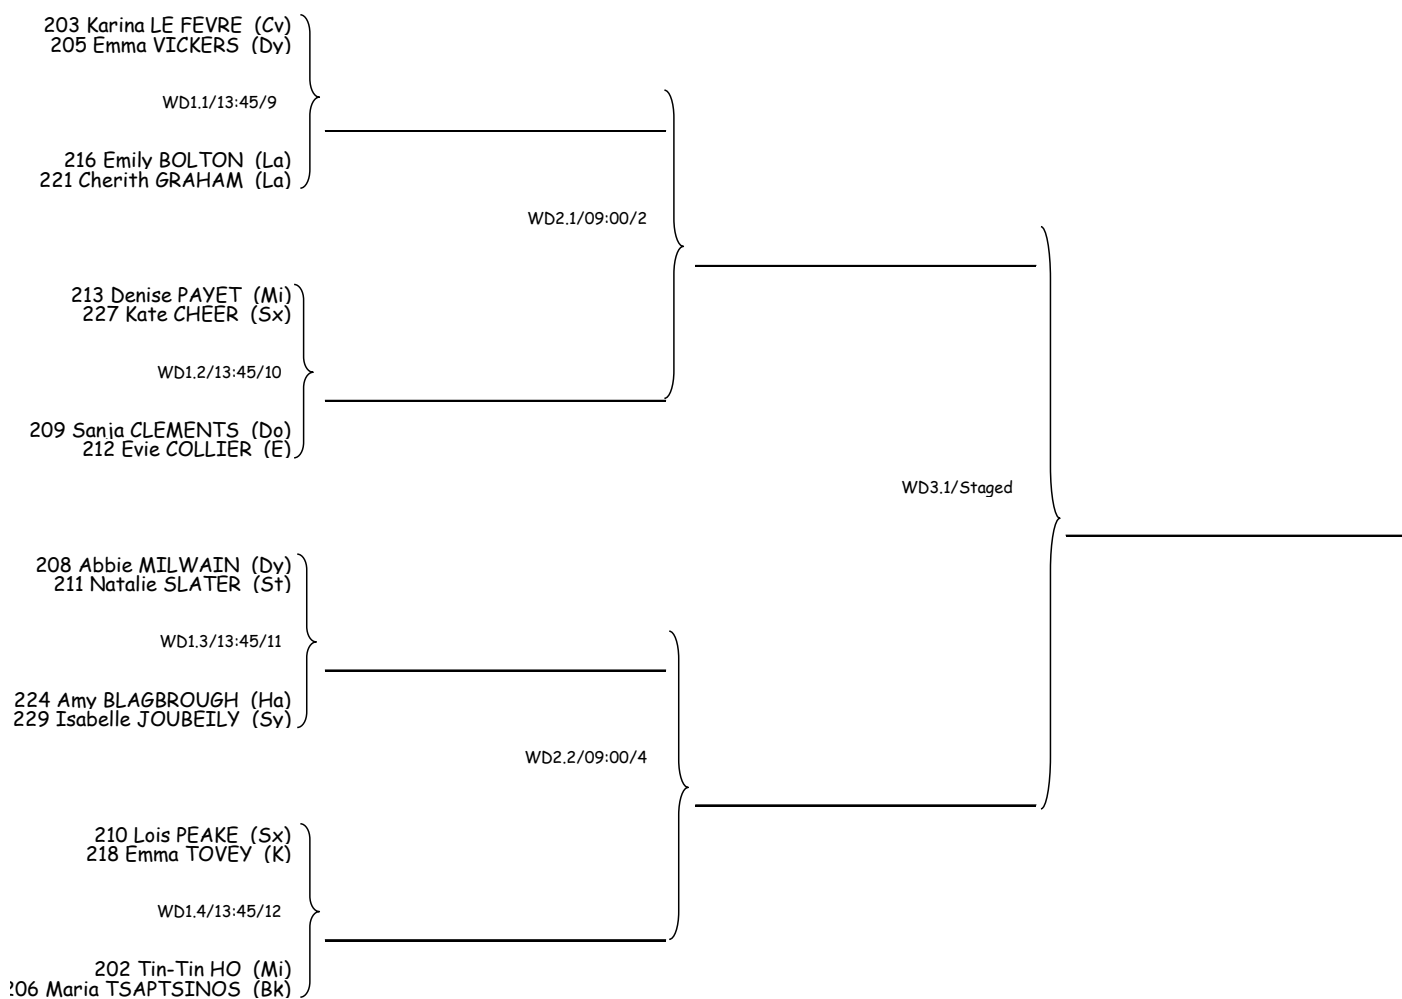 203 Karina LE FEVRE (Cv)
205 Emma VICKERS (Dy)
WD1.1/13:45/9
216 Emily BOLTON (La)
221 Cherith GRAHAM (La)
WD2.1/09:00/2
213 Denise PAYET (Mi)
227 Kate CHEER (Sx)
WD1.2/13:45/10
209 Sanja CLEMENTS (Do)
212 Evie COLLIER (E)
WD3.1/Staged
208 Abbie MILWAIN (Dy)
211 Natalie SLATER (St)
WD1.3/13:45/11
224 Amy BLAGBROUGH (Ha)
229 Isabelle JOUBEILY (Sy)
WD2.2/09:00/4
210 Lois PEAKE (Sx)
218 Emma TOVEY (K)
WD1.4/13:45/12
202 Tin-Tin HO (Mi)
206 Maria TSAPTSINOS (Bk)